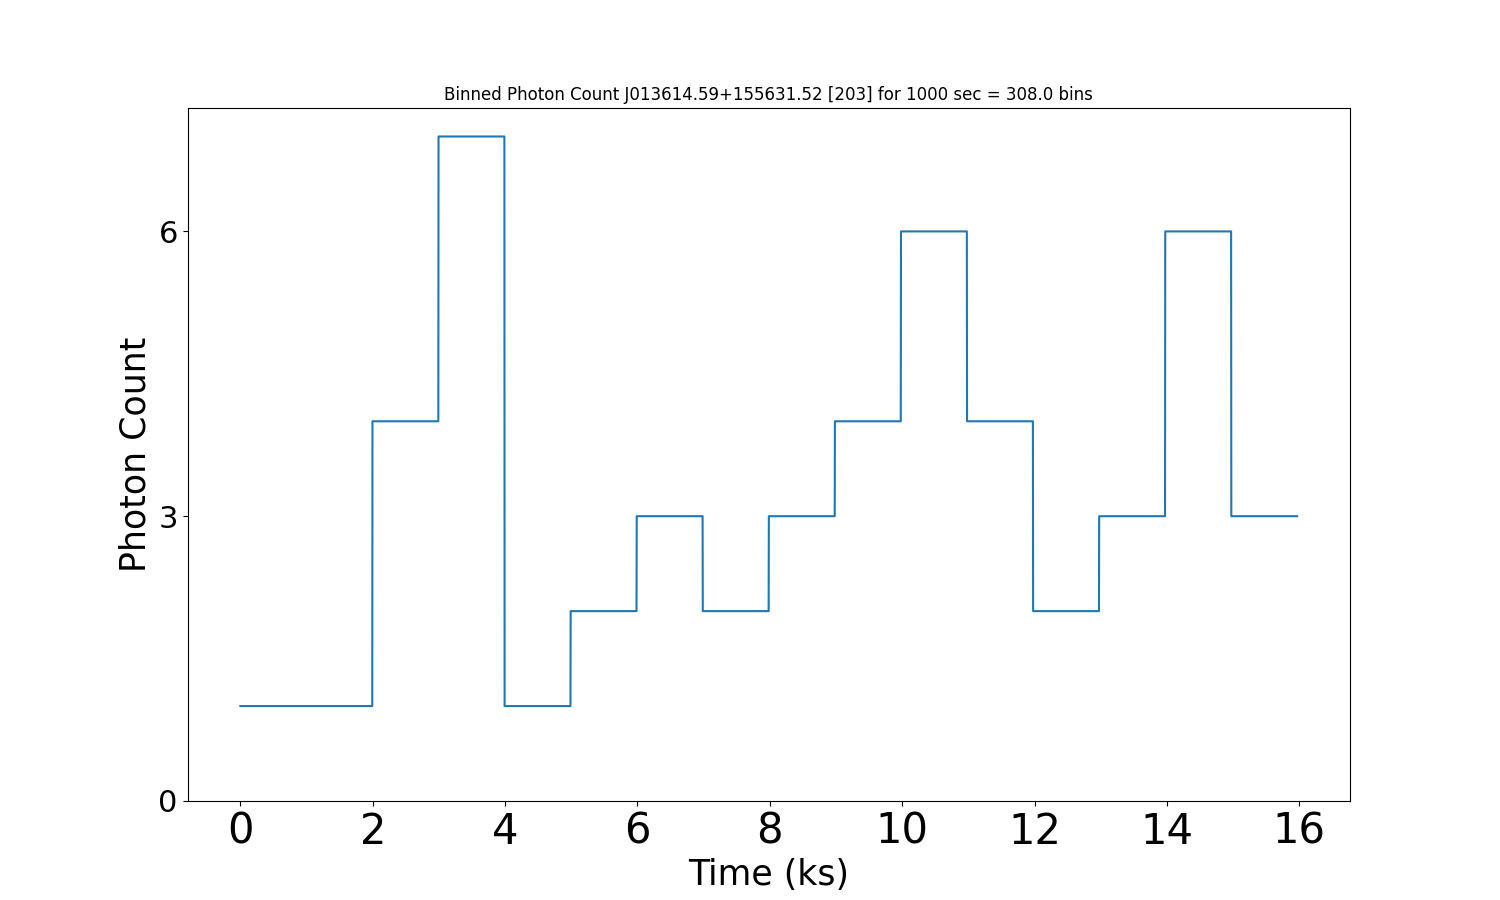 Binned Photon Count J013614.59+155631.52 [203] for 1000 sec = 308.0 bins
6
3
0
Photon Count
0 2 4 6 8 10 12 14 16
Time (ks)